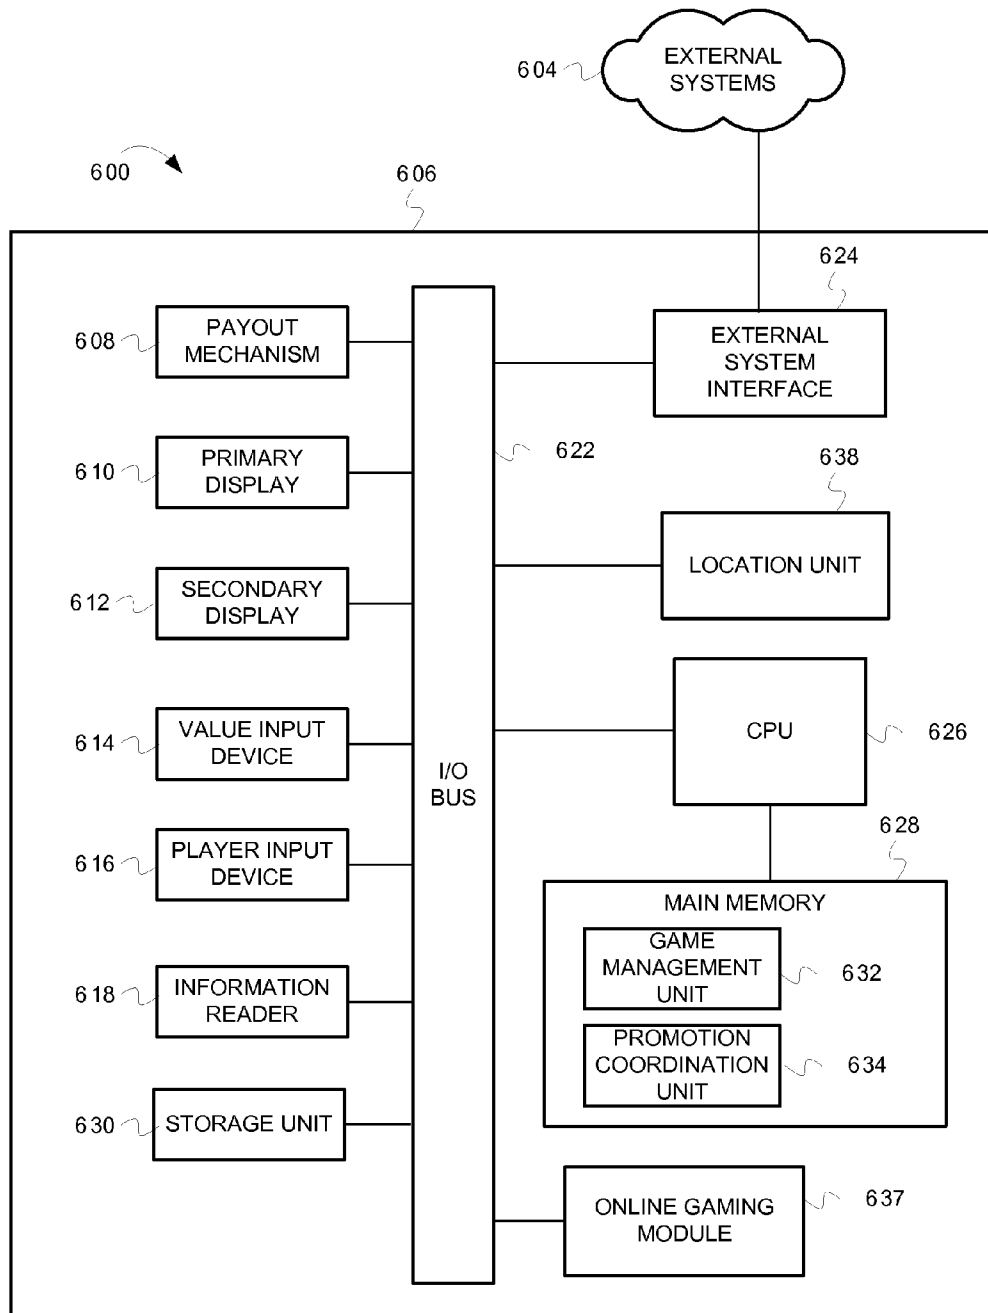 EXTERNAL
SYSTEMS
604
600
606
624
608
PAYOUT
MECHANISM
EXTERNAL
SYSTEM
INTERFACE
622
610
PRIMARY
DISPLAY
638
LOCATION UNIT
612
SECONDARY
DISPLAY
614
VALUE INPUT
DEVICE
I/O
BUS
CPU
626
616
PLAYER INPUT
DEVICE
628
MAIN MEMORY
GAME
MANAGEMENT
UNIT
632
618
INFORMATION
READER
PROMOTION
COORDINATION
UNIT
634
630
STORAGE UNIT
ONLINE GAMING
MODULE
637